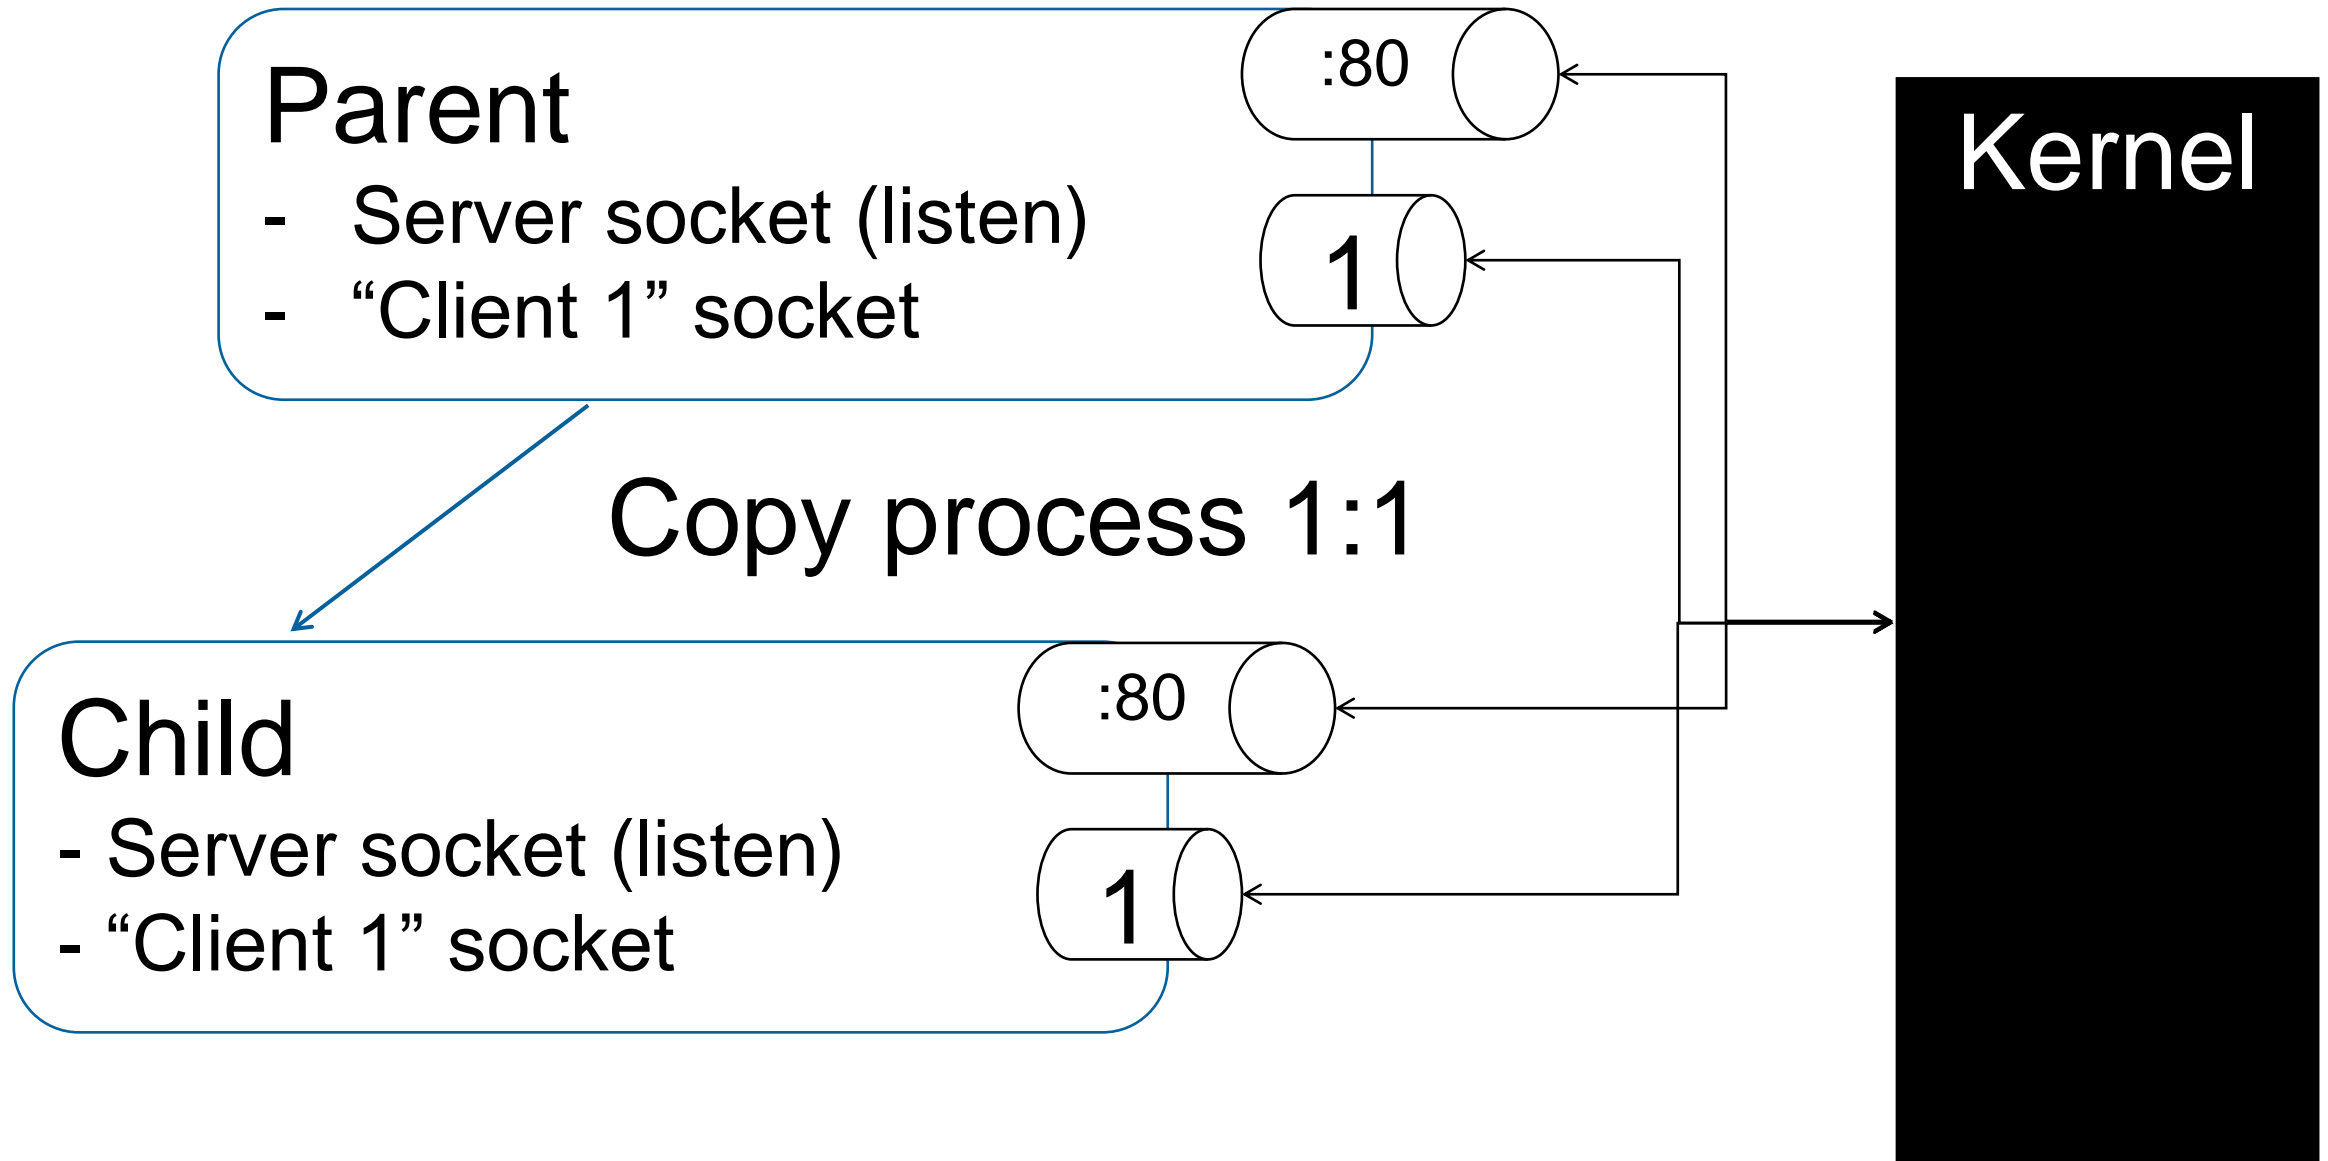 Parent
- Server socket (listen)
- “Client 1” socket
:80
1
Kernel
Copy process 1:1
Child
- Server socket (listen)
- “Client 1” socket
:80
1